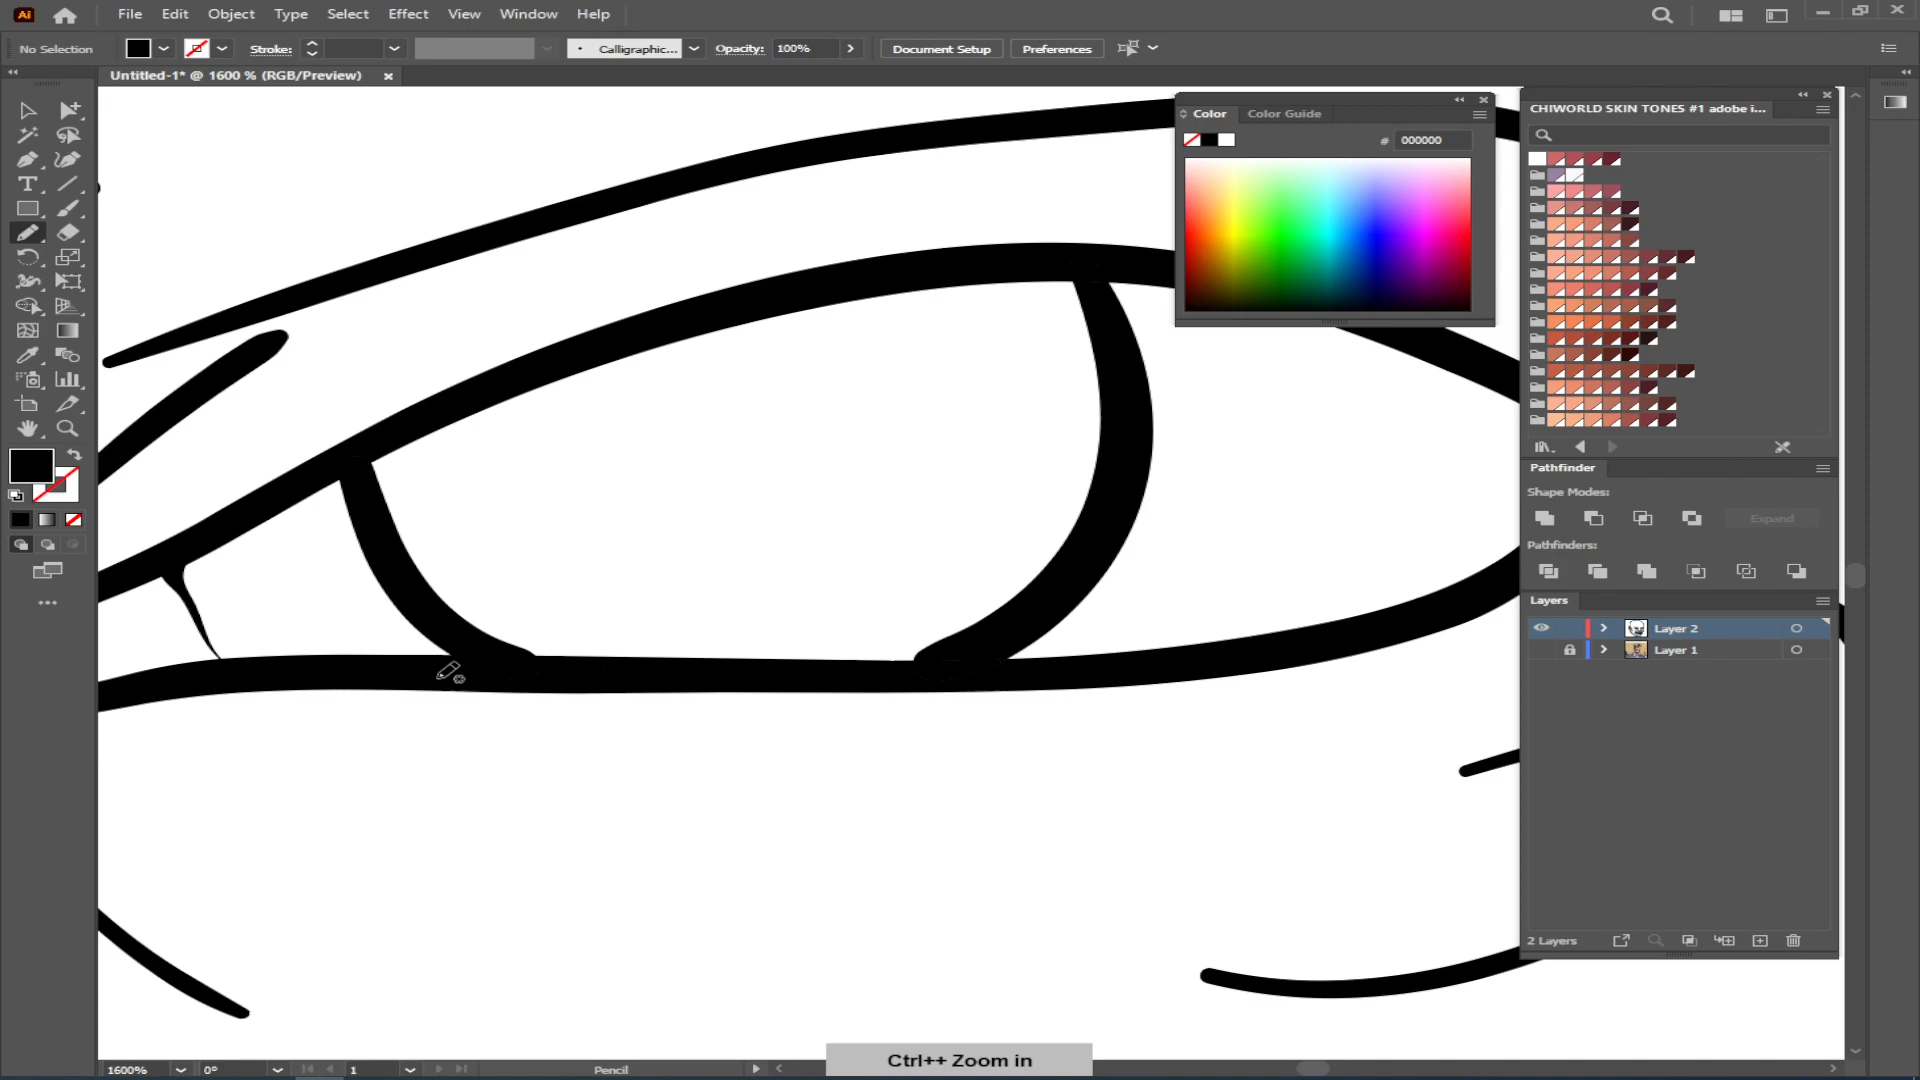 Ai File Edit Object Type Select Effect View Window Help
No Selection Stroke: Calligraphic... Opacity: 100% Document Setup Preferences
Untitled-1* @ 1600 % (RGB/Preview)
Color Color Guide
# 000000
CHIWORLD SKIN TONES #1 adobe i...
Pathfinder
Shape Modes:
Expand
Pathfinders:
Layers
Layer 2
Layer 1
2 Layers
Ctrl++ Zoom in
1600% 0° 1 Pencil